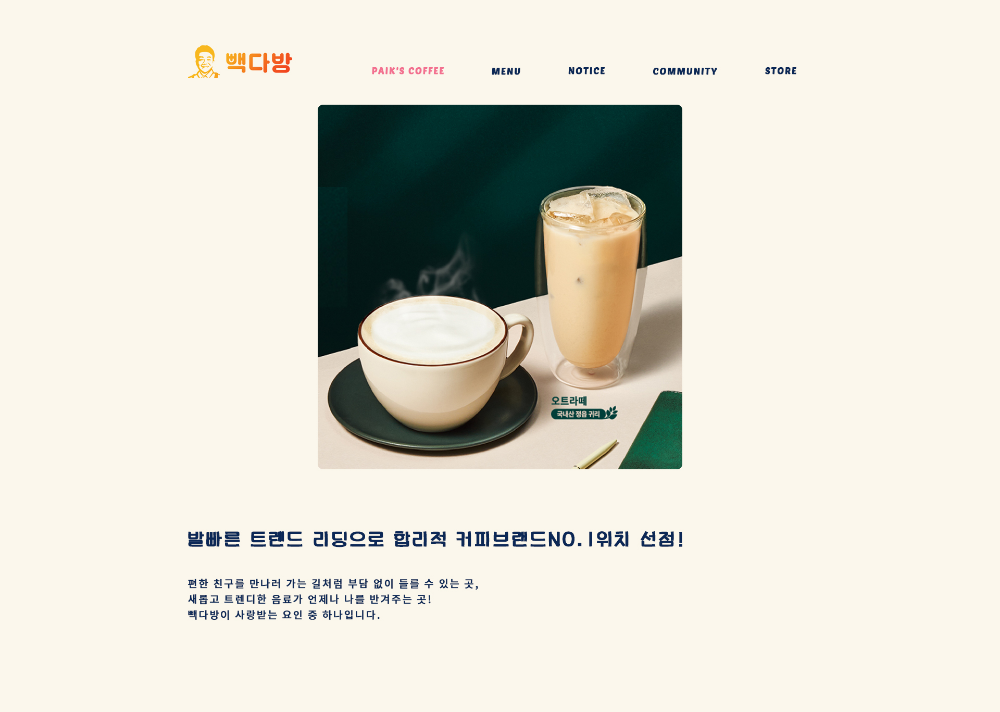 빽다방
PAIK'S COFFEE
MENU
NOTICE
COMMUNITY
STORE
오트라떼
국내산 정읍 귀리
발빠른 트랜드 리딩으로 합리적 커피브랜드NO.1위치 선점!
편한 친구를 만나러 가는 길처럼 부담 없이 들를 수 있는 곳,
새롭고 트렌디한 음료가 언제나 나를 반겨주는 곳!
빽다방이 사랑받는 요인 중 하나입니다.